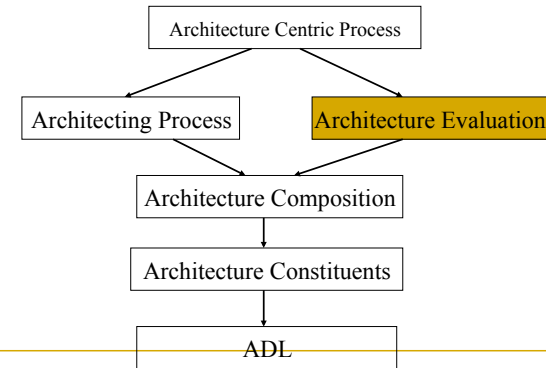 Architecture Centric Process
Architecting Process
Architecture Evaluation
Architecture Composition
Architecture Constituents
ADL